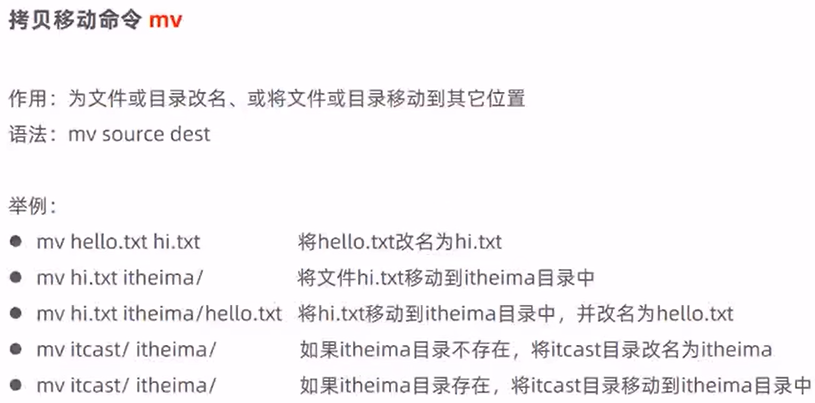 拷贝移动命令 mv
作用：为文件或目录改名、或将文件或目录移动到其它位置
语法：mv source dest
举例：
● mv hello.txt hi.txt 将hello.txt改名为hi.txt
● mv hi.txt itheima/ 将文件hi.txt移动到itheima目录中
● mv hi.txt itheima/hello.txt 将hi.txt移动到itheima目录中，并改名为hello.txt
● mv itcast/ itheima/ 如果itheima目录不存在，将itcast目录改名为itheima
● mv itcast/ itheima/ 如果itheima目录存在，将itcast目录移动到itheima目录中